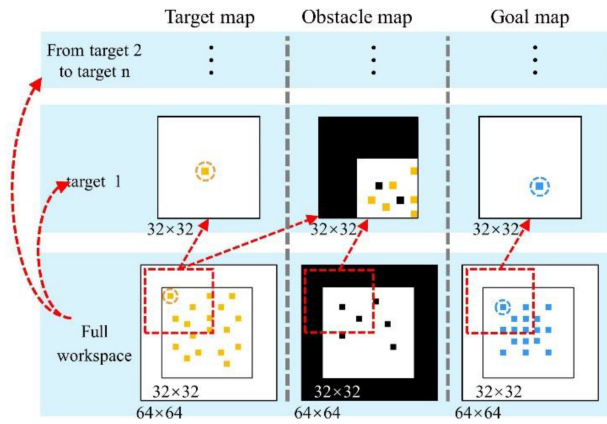 Target map
Obstacle map
Goal map
From target 2
to target n
target 1
32×32
32×32
32×32
Full
workspace
32×32
64×64
32×32
64×64
32×32
64×64